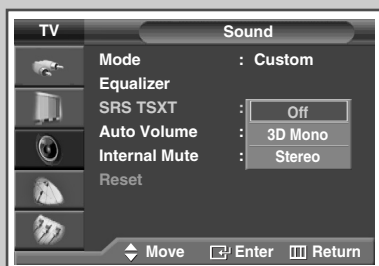 TV Sound
Mode : Custom
Equalizer
SRS TSXT : Off
Auto Volume : 3D Mono
Internal Mute : Stereo
Reset
Move Enter Return